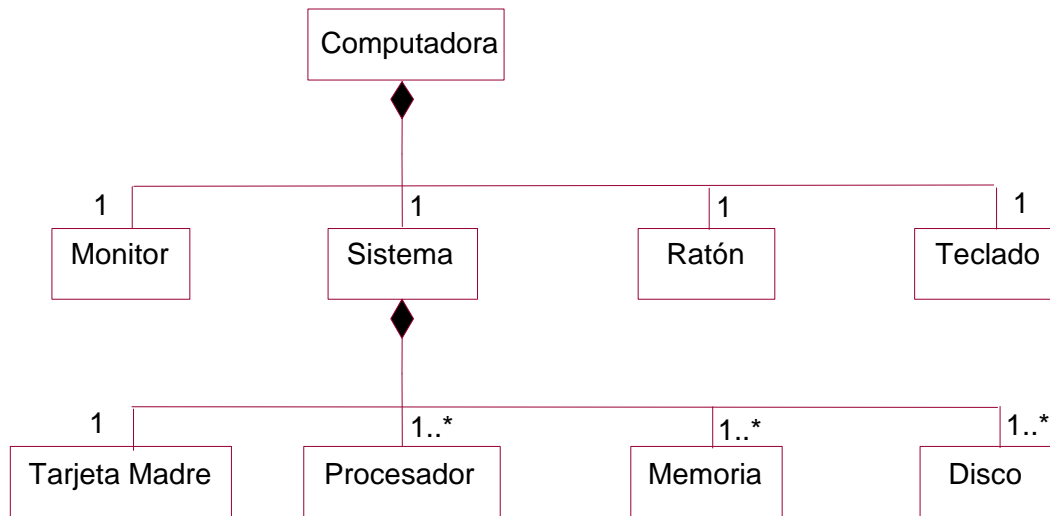 Computadora
1 1 1 1
Monitor Sistema Ratón Teclado
1 1..* 1..* 1..*
Tarjeta Madre Procesador Memoria Disco